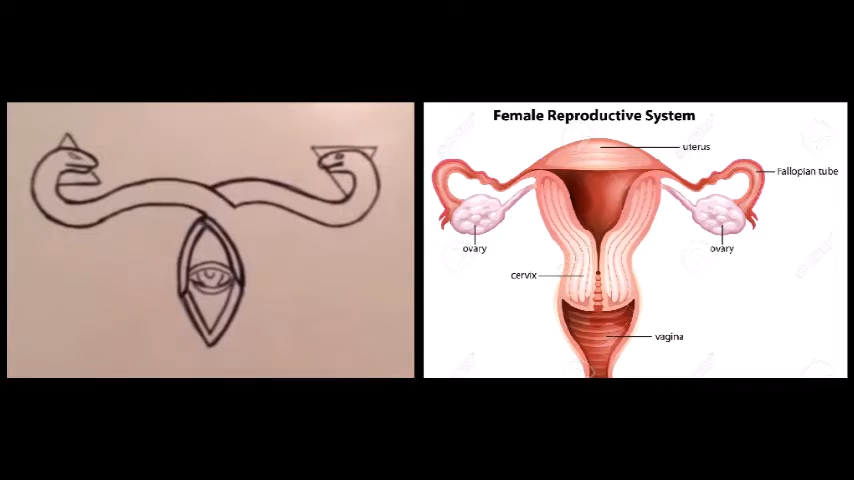 Female Reproductive System
uterus
Fallopian tube
ovary
ovary
cervix
vagina